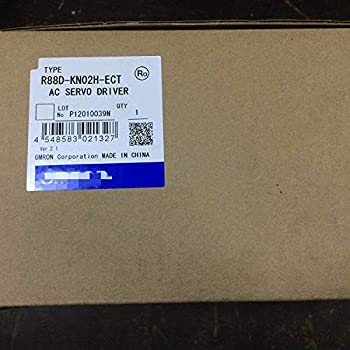 TYPE
R88D-KN02H-ECT
AC SERVO DRIVER
Ro
LOT
No P12010039N
QTY
1
4 548583 021327
Ver.2.1
OMRON Corporation MADE IN CHINA